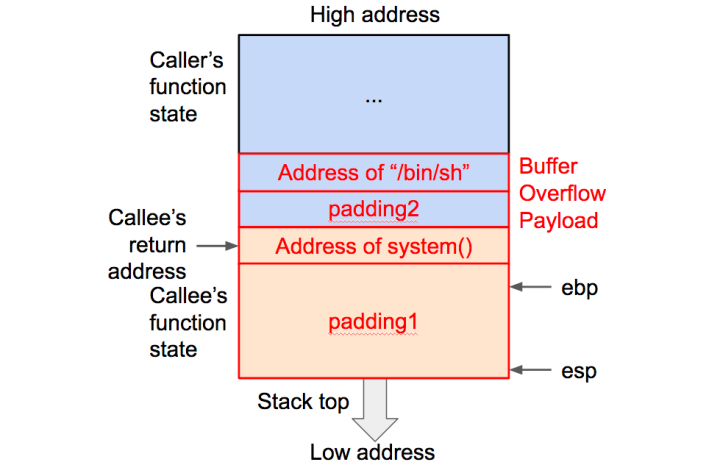 High address
Caller’s
function
state
...
Address of “/bin/sh”
Buffer
Overflow
Payload
padding2
Callee’s
return
address
Address of system()
Callee’s
function
state
ebp
padding1
esp
Stack top
Low address